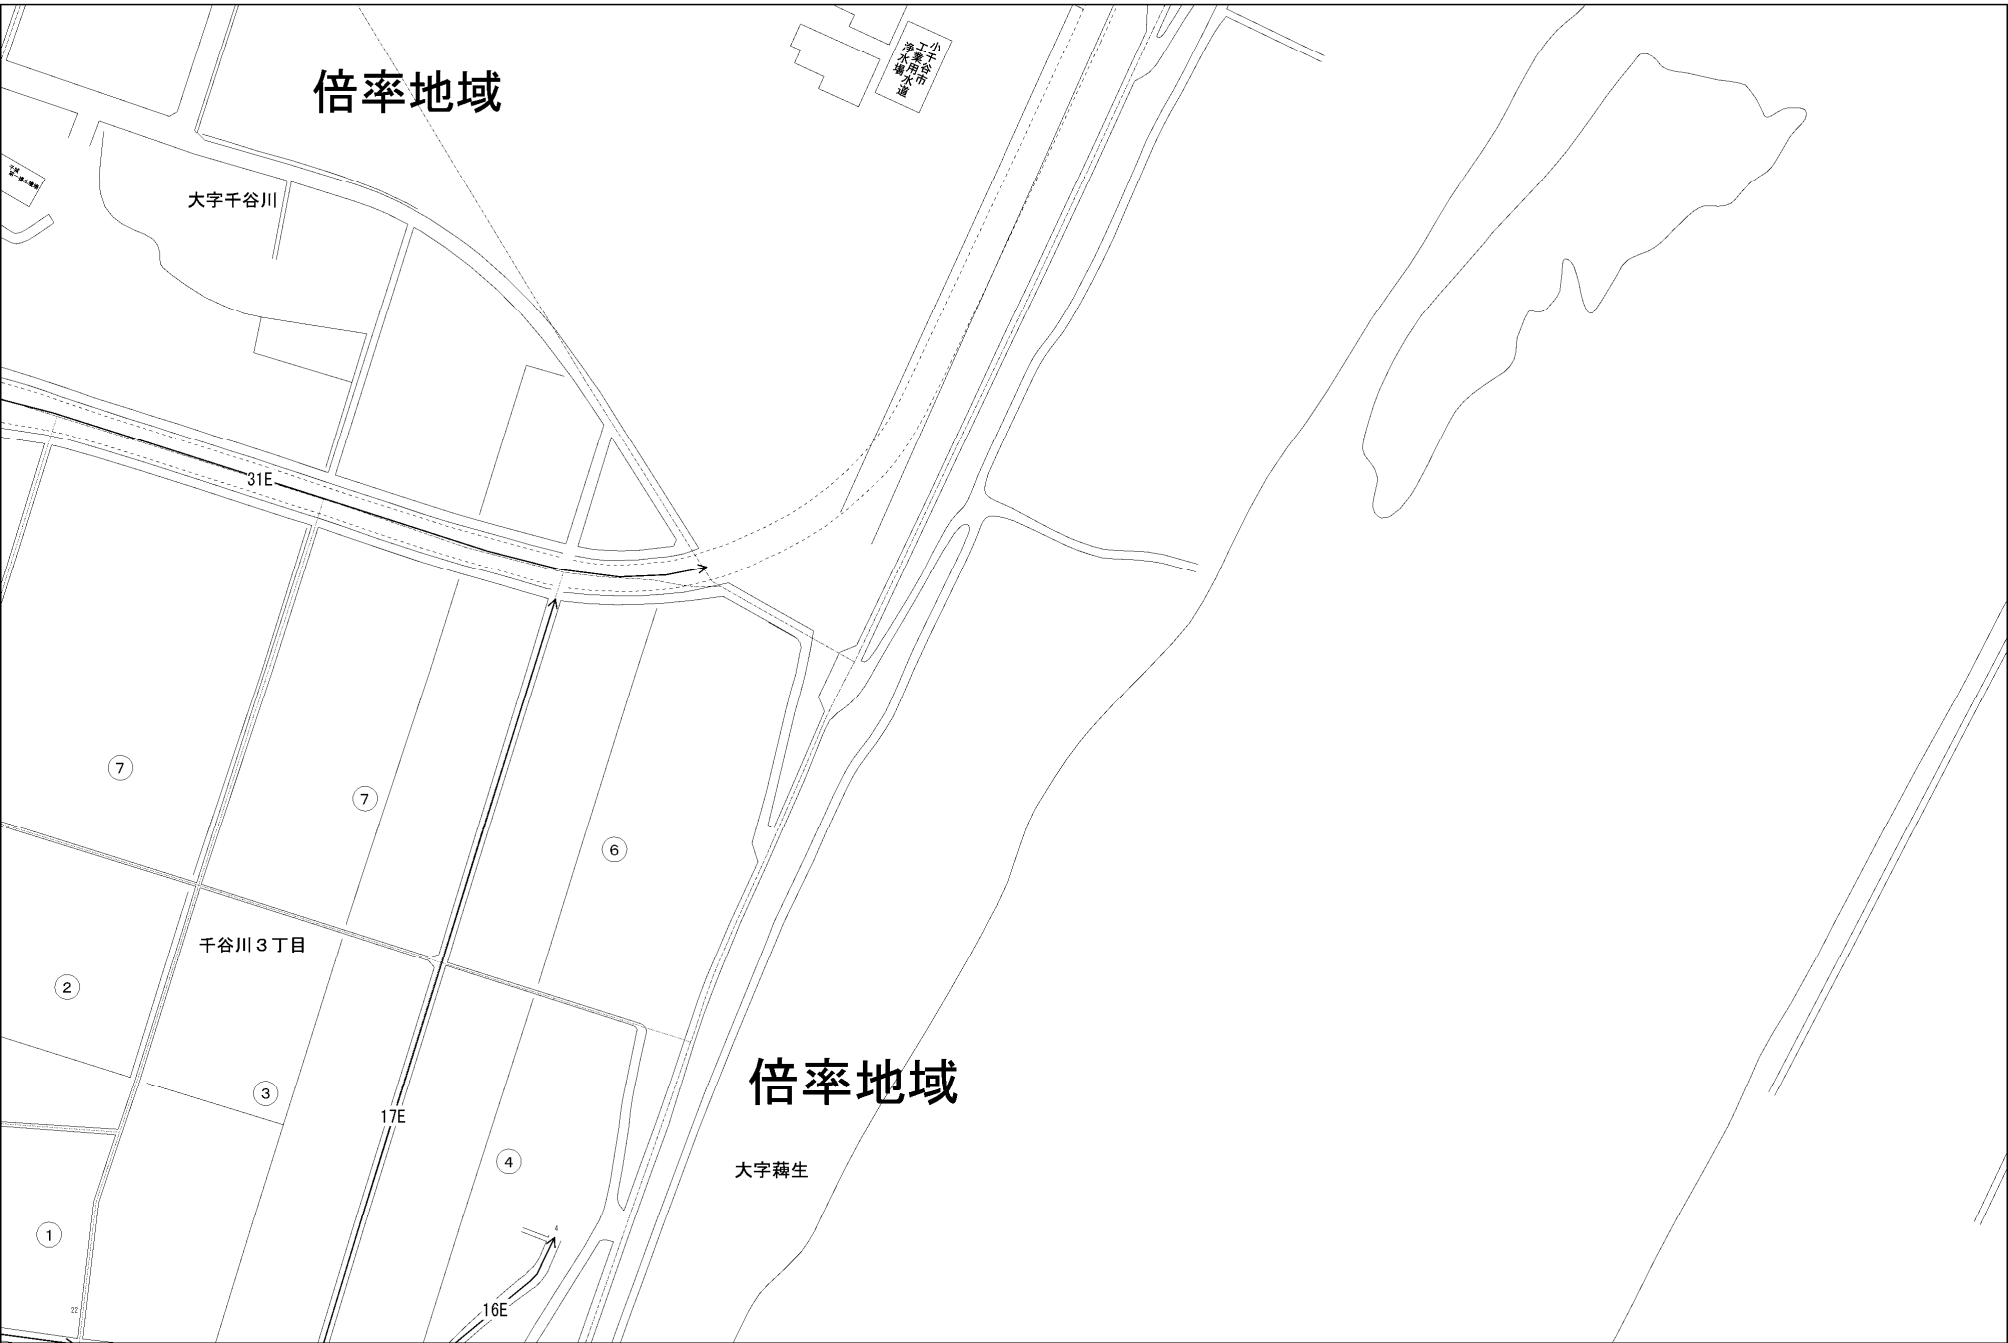 小千谷市
工業用水道
浄水場
倍率地域
大字千谷川
31E
⑦
⑦
⑥
千谷川３丁目
②
③
17E
倍率地域
④
大字薭生
①
4
16E
22